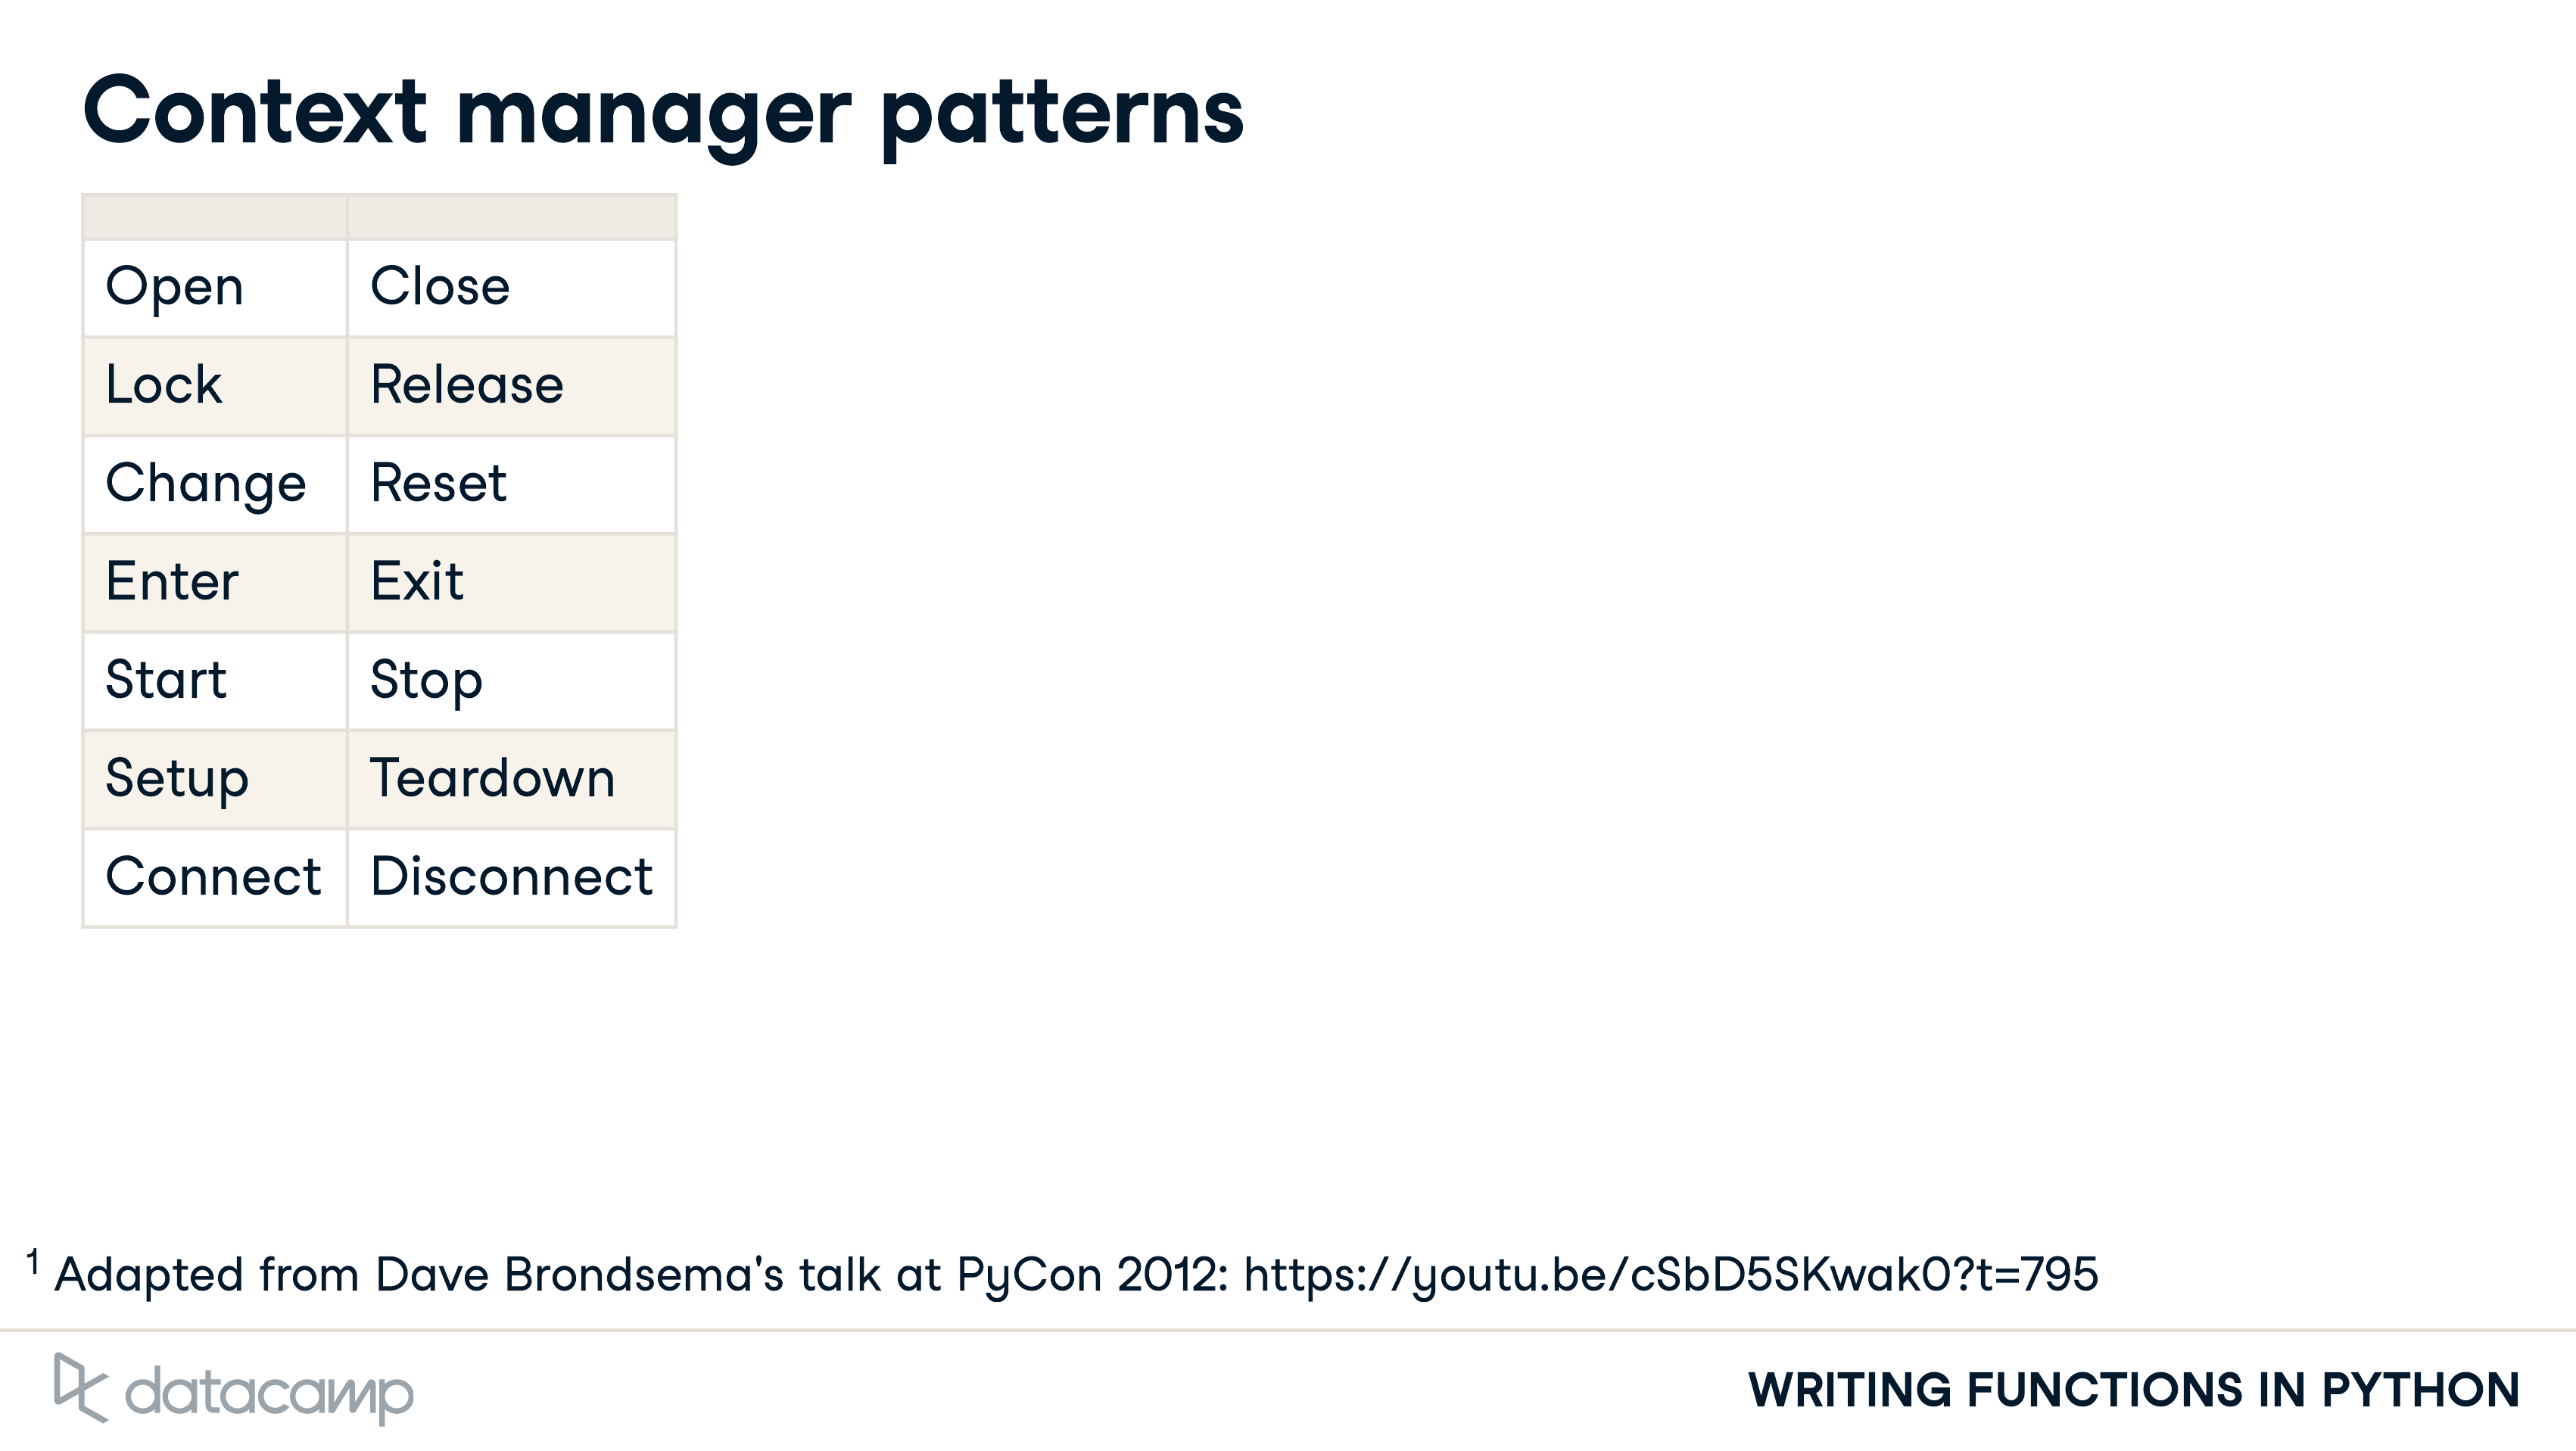 Context manager patterns
Open Close
Lock Release
Change Reset
Enter Exit
Start Stop
Setup Teardown
Connect Disconnect
1 Adapted from Dave Brondsema's talk at PyCon 2012: https://youtu.be/cSbD5SKwak0?t=795
datacamp
WRITING FUNCTIONS IN PYTHON